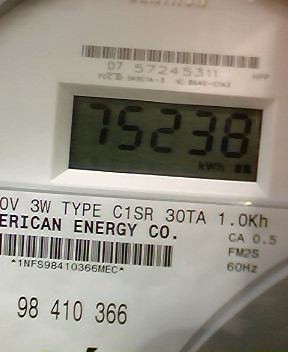 07 57245311
75238
kWh
0V 3W TYPE C1SR 30TA 1.0Kh
ERICAN ENERGY CO. CA 0.5
FM2S
*1NFS98410366MEC* 60Hz
98 410 366